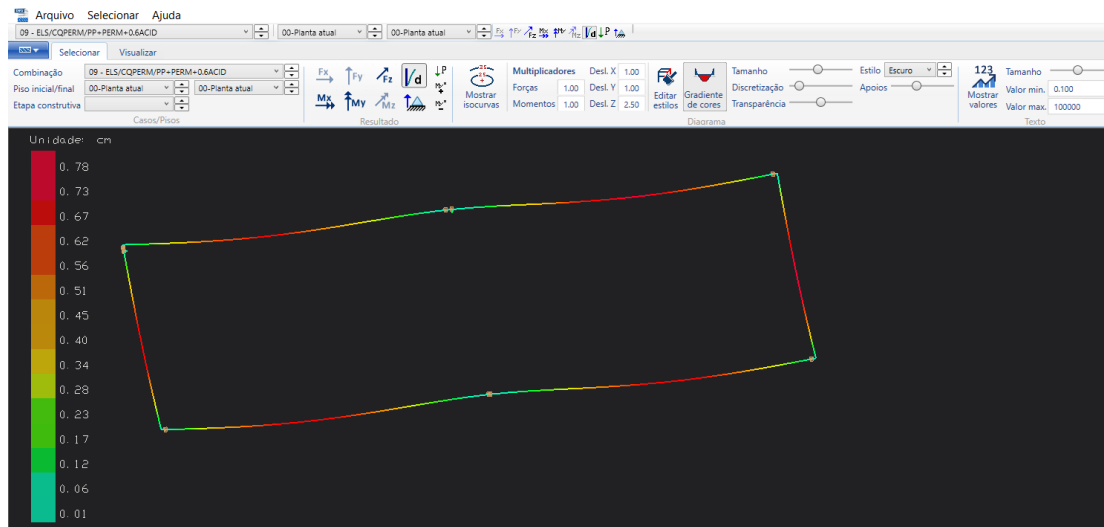 Arquivo Selecionar Ajuda
09 - ELS/CQPERM/PP+PERM+0.6ACID 00-Planta atual 00-Planta atual Fx Fy Fz Mx My Mz d P
Selecionar Visualizar
Combinação 09 - ELS/CQPERM/PP+PERM+0.6ACID
Piso inicial/final 00-Planta atual 00-Planta atual
Etapa construtiva
Casos/Pisos
Fx Fy Fz d P
Mx My Mz
Resultado
Mostrar isocurvas
Multiplicadores Desl. X 1.00
Forças 1.00 Desl. Y 1.00
Momentos 1.00 Desl. Z 2.50
Editar estilos
Gradiente de cores
Tamanho Estilo Escuro
Discretização Apoios
Transparência
Diagrama
123
Mostrar valores
Tamanho
Valor min. 0.100
Valor max. 100000
Texto
Unidade: cm
0.78
0.73
0.67
0.62
0.56
0.51
0.45
0.40
0.34
0.28
0.23
0.17
0.12
0.06
0.01